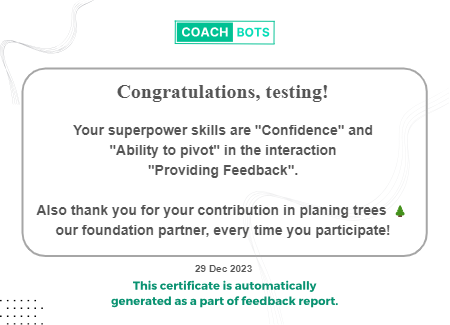 COACH BOTS
Congratulations, testing!
Your superpower skills are "Confidence" and
"Ability to pivot" in the interaction
"Providing Feedback".
Also thank you for your contribution in planing trees 🌲
our foundation partner, every time you participate!
29 Dec 2023
This certificate is automatically
generated as a part of feedback report.